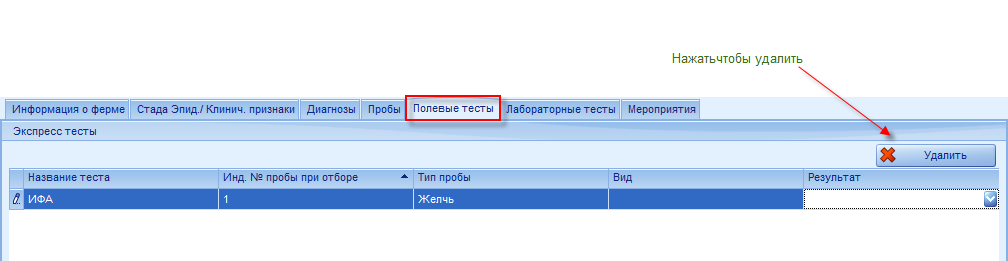 Нажатьчтобы удалить
Информация о ферме Стада Эпид./ Клинич. признаки Диагнозы Пробы Полевые тесты Лабораторные тесты Мероприятия
Экспресс тесты
Удалить
Название теста Инд. № пробы при отборе Тип пробы Вид Результат
ИФА 1 Желчь